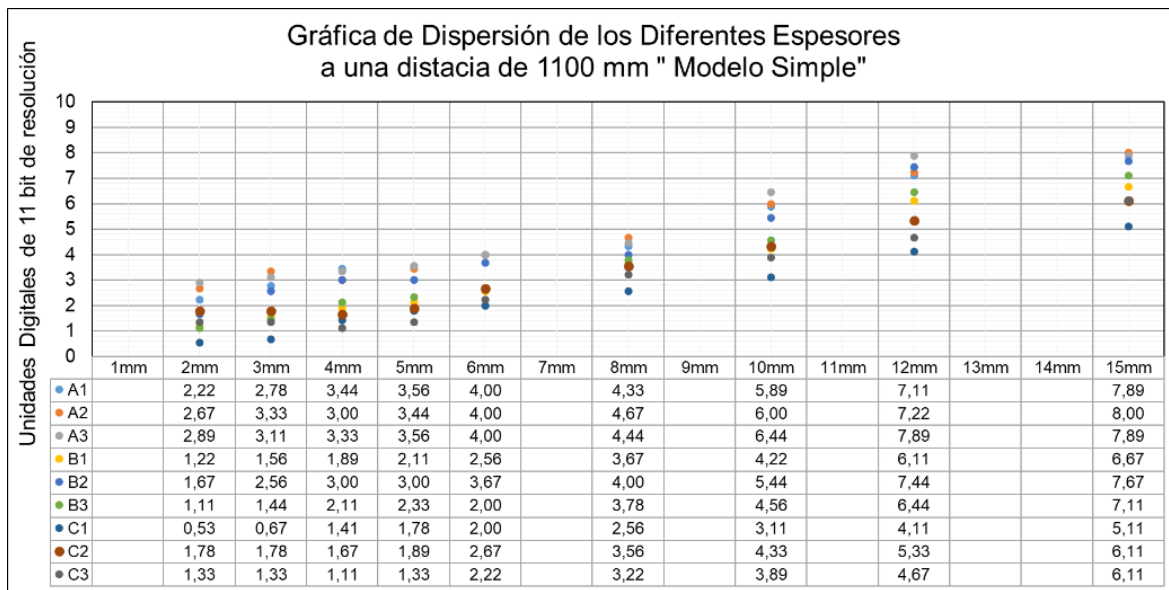 Gráfica de Dispersión de los Diferentes Espesores
a una distacia de 1100 mm " Modelo Simple"
Unidades Digitales de 11 bit de resolución
10
9
8
7
6
5
4
3
2
1
0
1mm 2mm 3mm 4mm 5mm 6mm 7mm 8mm 9mm 10mm 11mm 12mm 13mm 14mm 15mm
A1 2,22 2,78 3,44 3,56 4,00 4,33 5,89 7,11 7,89
A2 2,67 3,33 3,00 3,44 4,00 4,67 6,00 7,22 8,00
A3 2,89 3,11 3,33 3,56 4,00 4,44 6,44 7,89 7,89
B1 1,22 1,56 1,89 2,11 2,56 3,67 4,22 6,11 6,67
B2 1,67 2,56 3,00 3,00 3,67 4,00 5,44 7,44 7,67
B3 1,11 1,44 2,11 2,33 2,00 3,78 4,56 6,44 7,11
C1 0,53 0,67 1,41 1,78 2,00 2,56 3,11 4,11 5,11
C2 1,78 1,78 1,67 1,89 2,67 3,56 4,33 5,33 6,11
C3 1,33 1,33 1,11 1,33 2,22 3,22 3,89 4,67 6,11